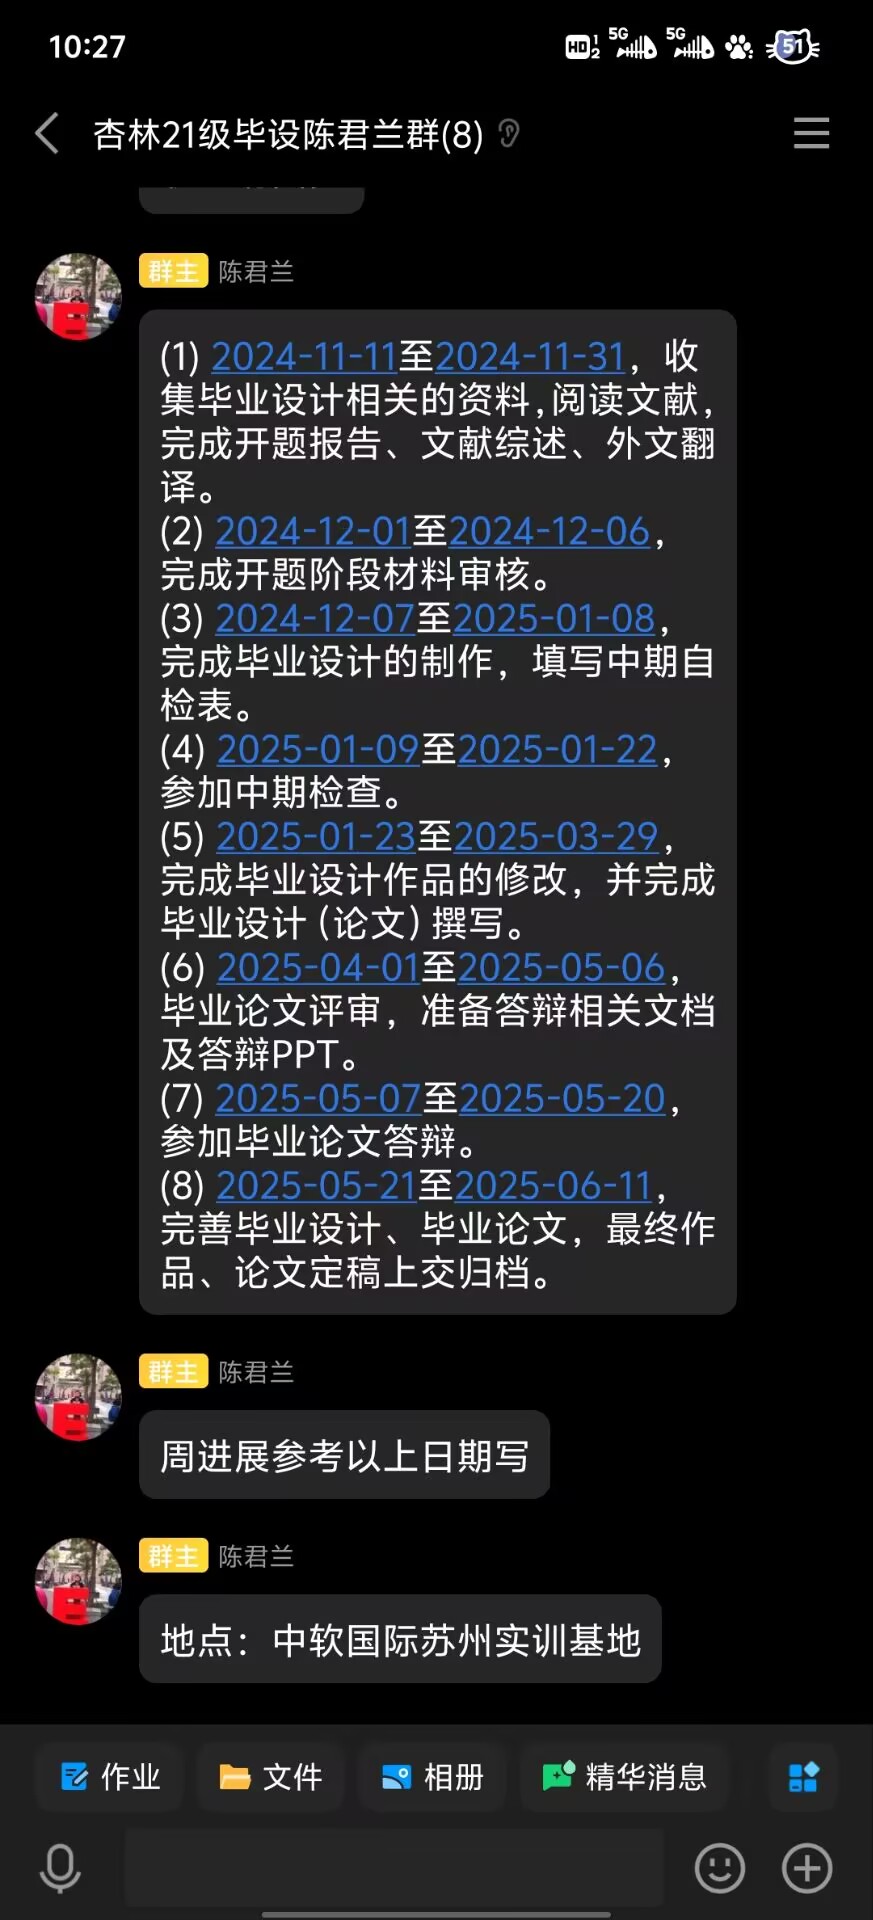 10:27
HD 1 2 5G 5G 51
杏林21级毕设陈君兰群(8)
群主 陈君兰
(1) 2024-11-11至2024-11-31，收
集毕业设计相关的资料,阅读文献,
完成开题报告、文献综述、外文翻
译。
(2) 2024-12-01至2024-12-06，
完成开题阶段材料审核。
(3) 2024-12-07至2025-01-08，
完成毕业设计的制作，填写中期自
检表。
(4) 2025-01-09至2025-01-22，
参加中期检查。
(5) 2025-01-23至2025-03-29，
完成毕业设计作品的修改，并完成
毕业设计（论文）撰写。
(6) 2025-04-01至2025-05-06，
毕业论文评审，准备答辩相关文档
及答辩PPT。
(7) 2025-05-07至2025-05-20，
参加毕业论文答辩。
(8) 2025-05-21至2025-06-11，
完善毕业设计、毕业论文，最终作
品、论文定稿上交归档。
群主 陈君兰
周进展参考以上日期写
群主 陈君兰
地点：中软国际苏州实训基地
作业 文件 相册 精华消息